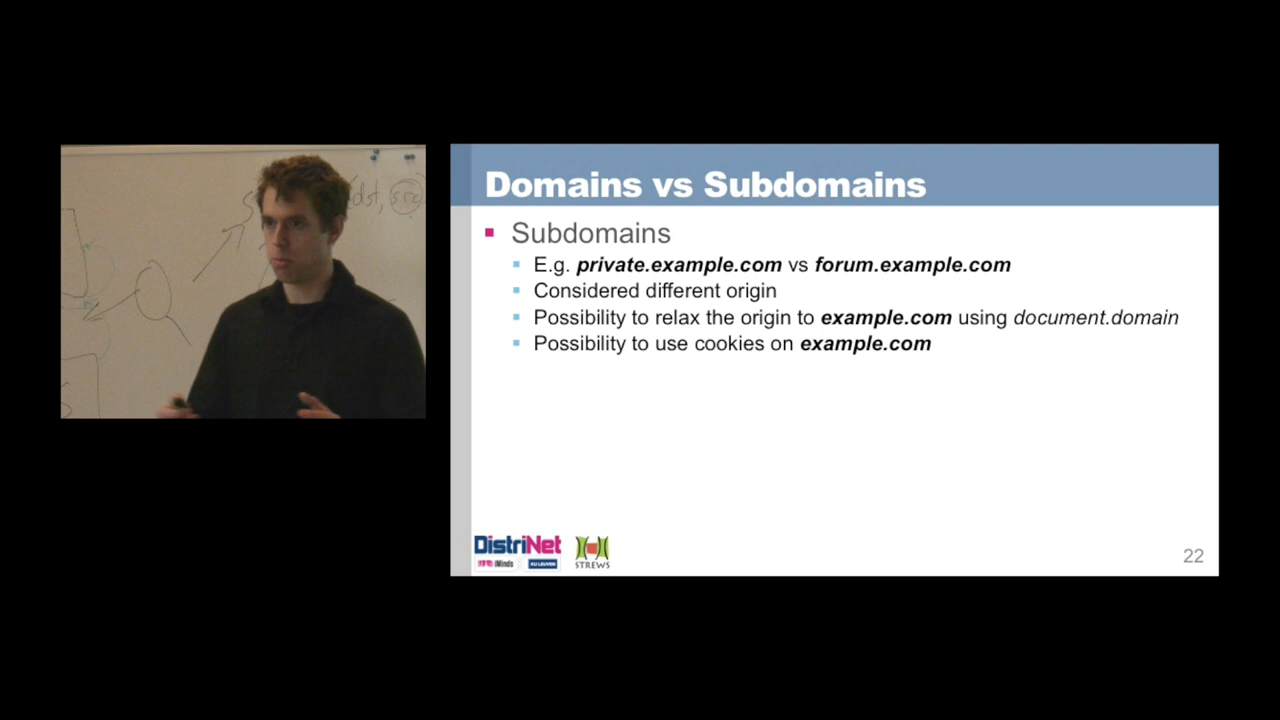 dst, src
Domains vs Subdomains
Subdomains
E.g. private.example.com vs forum.example.com
Considered different origin
Possibility to relax the origin to example.com using document.domain
Possibility to use cookies on example.com
DistriNet
iMinds KU LEUVEN
STREWS
22